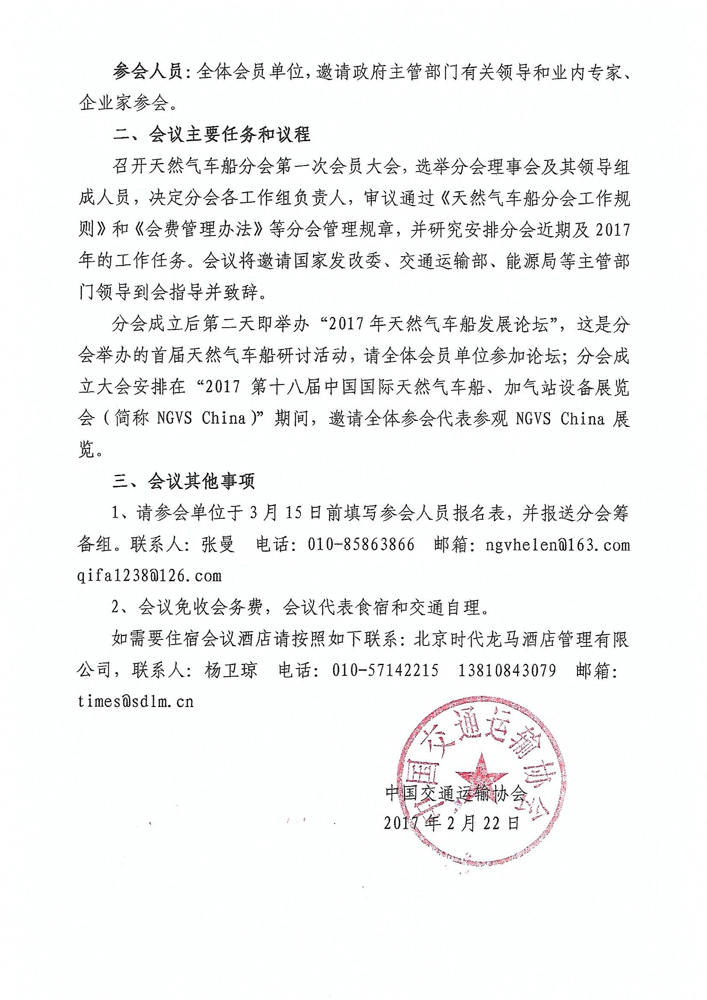 参会人员：全体会员单位，邀请政府主管部门有关领导和业内专家、
企业家参会。
二、会议主要任务和议程
召开天然气车船分会第一次会员大会，选举分会理事会及其领导组
成人员，决定分会各工作组负责人，审议通过《天然气车船分会工作规
则》和《会费管理办法》等分会管理规章，并研究安排分会近期及 2017
年的工作任务。会议将邀请国家发改委、交通运输部、能源局等主管部
门领导到会指导并致辞。
分会成立后第二天即举办“2017 年天然气车船发展论坛”，这是分
会举办的首届天然气车船研讨活动，请全体会员单位参加论坛；分会成
立大会安排在“2017 第十八届中国国际天然气车船、加气站设备展览
会（简称 NGVS China）”期间，邀请全体参会代表参观 NGVS China 展
览。
三、会议其他事项
1、请参会单位于 3 月 15 日前填写参会人员报名表，并报送分会筹
备组。联系人：张曼 电话：010-85863866 邮箱：ngvhelen@163.com
qifa1238@126.com
2、会议免收会务费，会议代表食宿和交通自理。
如需要住宿会议酒店请按照如下联系：北京时代龙马酒店管理有限
公司，联系人：杨卫琼 电话：010-57142215 13810843079 邮箱：
times@sdlm.cn
中国交通运输协会
中国交通运输协会
2017 年 2 月 22 日